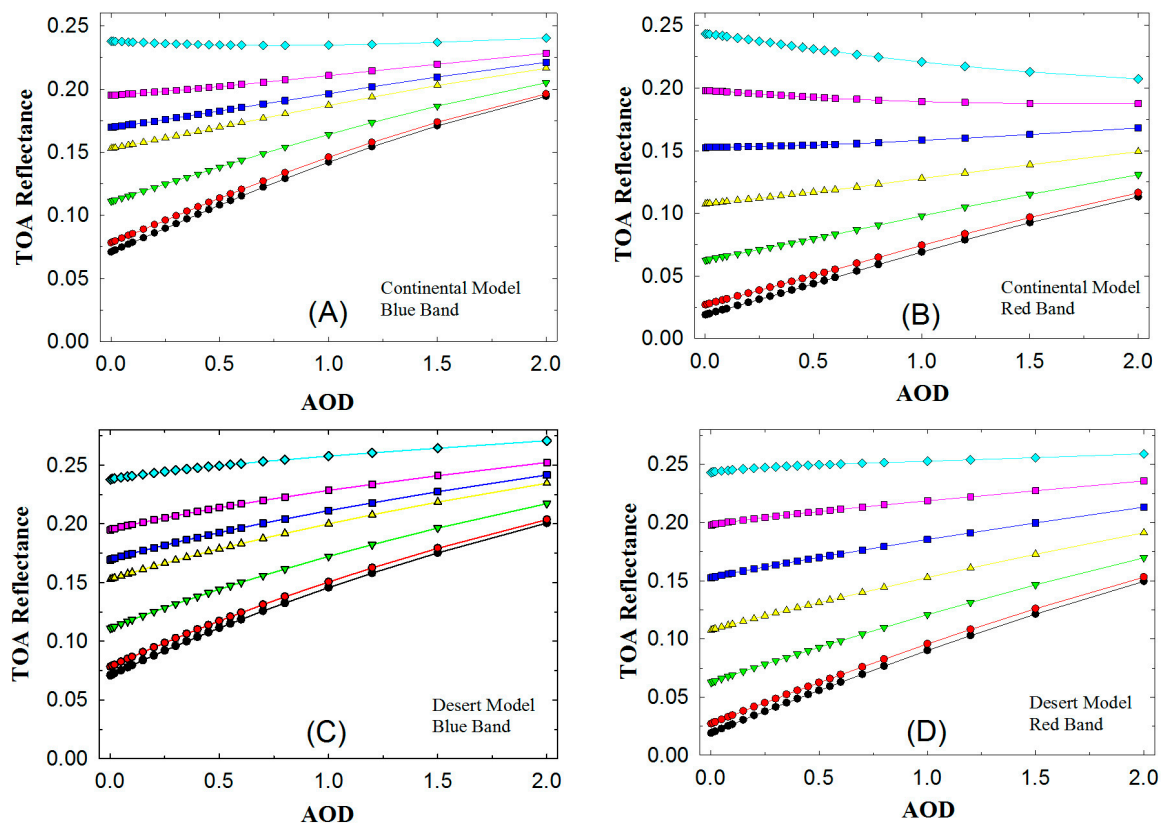 0.25
0.20
0.15
0.10
0.05
0.00
TOA Reflectance
(A)
Continental Model
Blue Band
0.0 0.5 1.0 1.5 2.0
AOD
0.25
0.20
0.15
0.10
0.05
0.00
TOA Reflectance
(B)
Continental Model
Red Band
0.0 0.5 1.0 1.5 2.0
AOD
0.25
0.20
0.15
0.10
0.05
0.00
TOA Reflectance
(C)
Desert Model
Blue Band
0.0 0.5 1.0 1.5 2.0
AOD
0.25
0.20
0.15
0.10
0.05
0.00
TOA Reflectance
(D)
Desert Model
Red Band
0.0 0.5 1.0 1.5 2.0
AOD